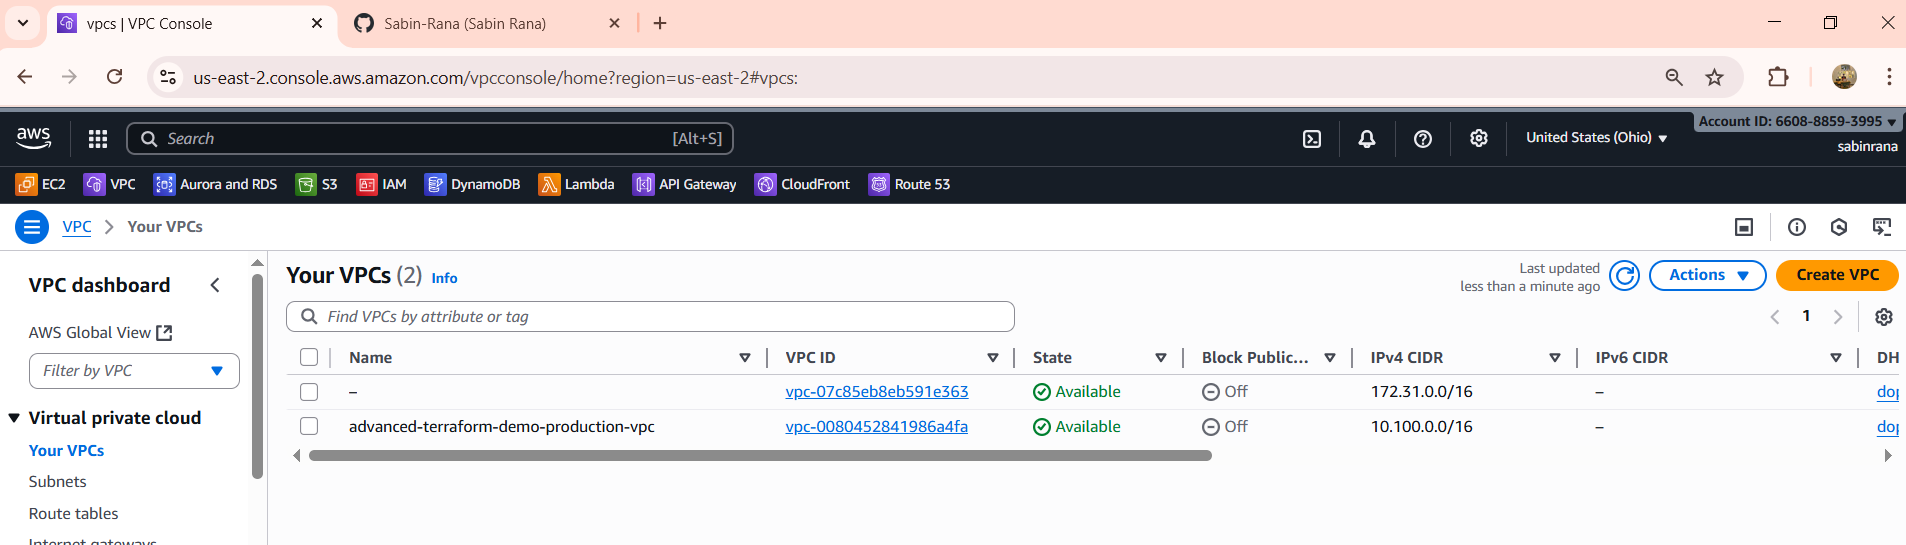 vpcs | VPC Console
Sabin-Rana (Sabin Rana)
us-east-2.console.aws.amazon.com/vpcconsole/home?region=us-east-2#vpcs:
aws
Search
[Alt+S]
United States (Ohio)
Account ID: 6608-8859-3995
sabinrana
EC2 VPC Aurora and RDS S3 IAM DynamoDB Lambda API Gateway CloudFront Route 53
VPC Your VPCs
VPC dashboard
AWS Global View
Filter by VPC
Virtual private cloud
Your VPCs
Subnets
Route tables
Internet gateways
Your VPCs (2) Info
Last updated
less than a minute ago
Actions
Create VPC
Find VPCs by attribute or tag
1
Name VPC ID State Block Public... IPv4 CIDR IPv6 CIDR DH
– vpc-07c85eb8eb591e363 Available Off 172.31.0.0/16 – dop
advanced-terraform-demo-production-vpc vpc-0080452841986a4fa Available Off 10.100.0.0/16 – dop